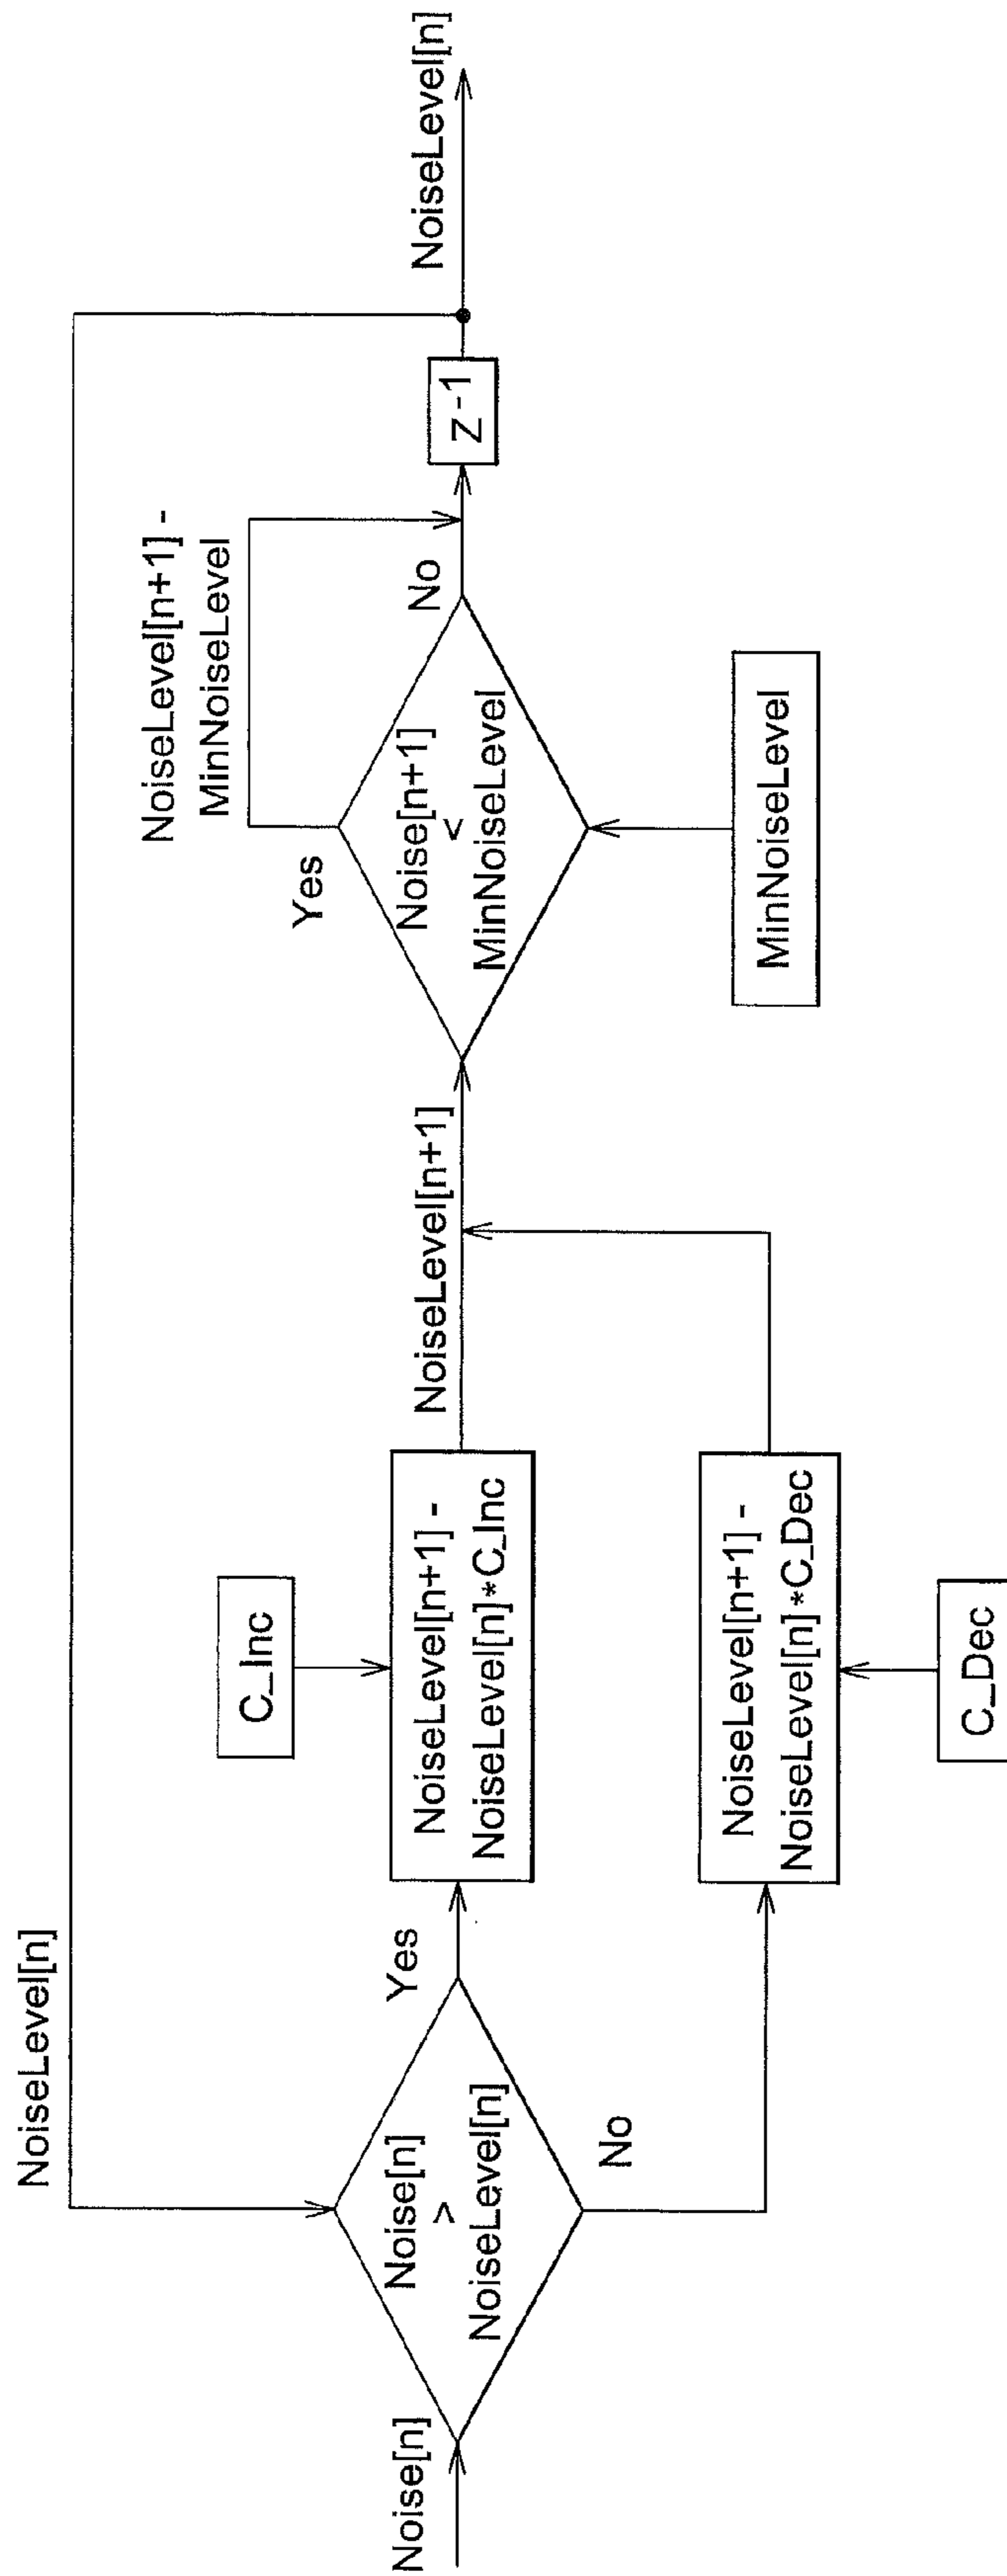 NoiseLevel[n]
Noise[n]
Noise[n]
>
NoiseLevel[n]
Yes
No
C_Inc
NoiseLevel[n+1] -
NoiseLevel[n]*C_Inc
NoiseLevel[n+1] -
NoiseLevel[n]*C_Dec
C_Dec
NoiseLevel[n+1]
Noise[n+1]
<
MinNoiseLevel
Yes
NoiseLevel[n+1] -
MinNoiseLevel
No
MinNoiseLevel
z-1
NoiseLevel[n]